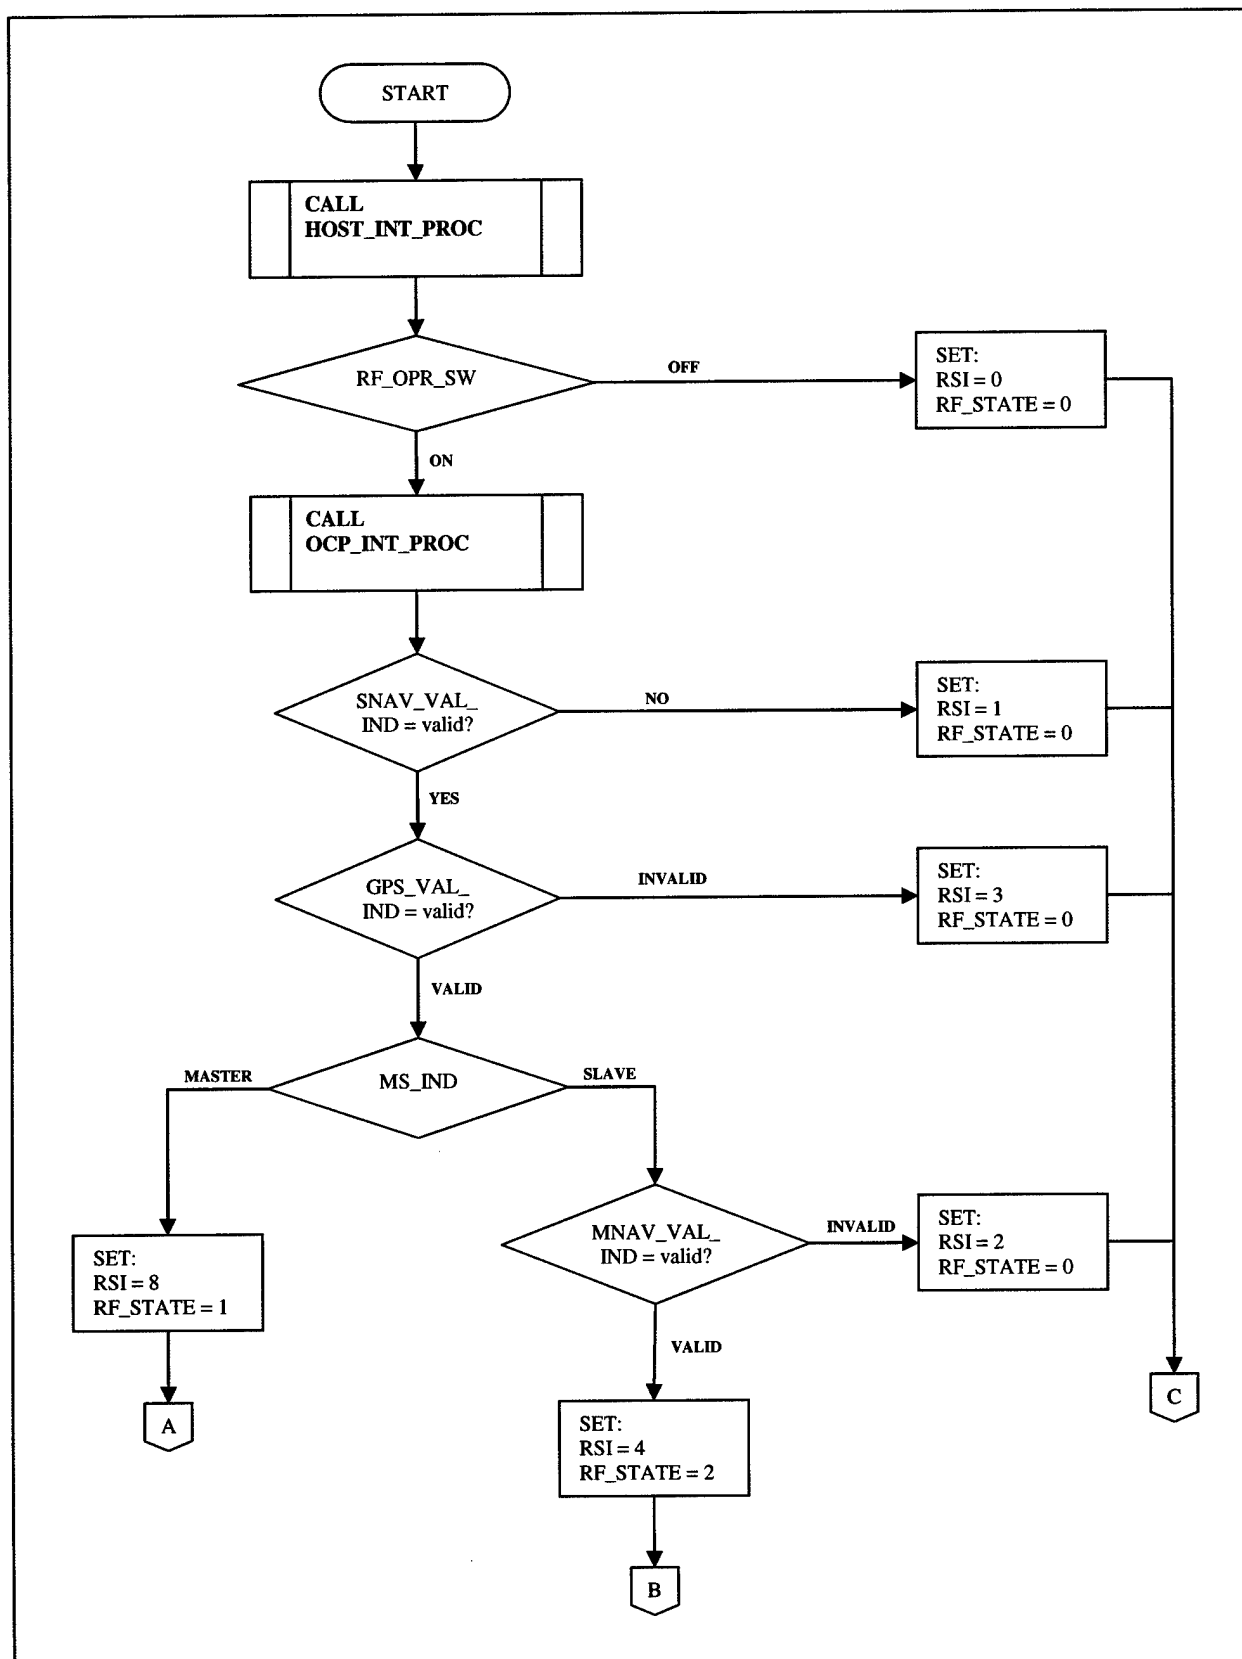 START
CALL
HOST_INT_PROC
RF_OPR_SW
OFF
SET:
RSI = 0
RF_STATE = 0
ON
CALL
OCP_INT_PROC
SNAV_VAL_
IND = valid?
NO
SET:
RSI = 1
RF_STATE = 0
YES
GPS_VAL_
IND = valid?
INVALID
SET:
RSI = 3
RF_STATE = 0
VALID
MS_IND
MASTER
SLAVE
MNAV_VAL_
IND = valid?
INVALID
SET:
RSI = 2
RF_STATE = 0
SET:
RSI = 8
RF_STATE = 1
VALID
A
C
SET:
RSI = 4
RF_STATE = 2
B